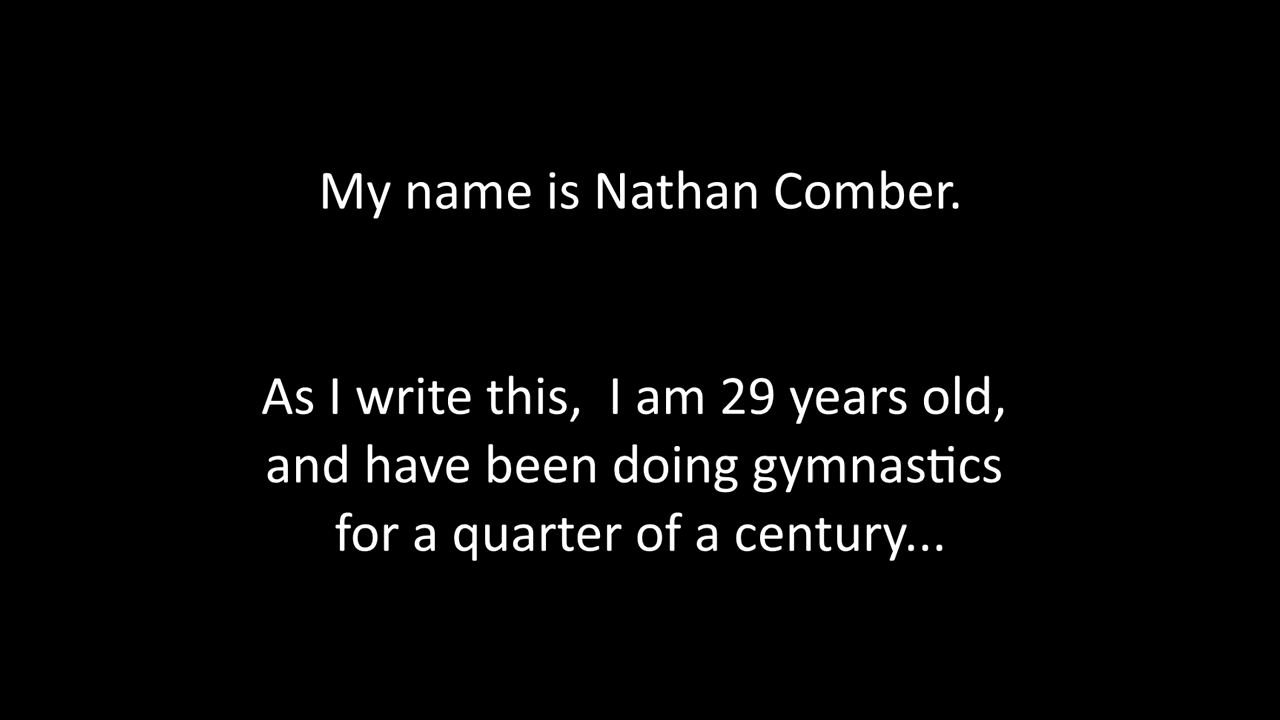 My name is Nathan Comber.
As I write this,  I am 29 years old,
and have been doing gymnastics
for a quarter of a century...